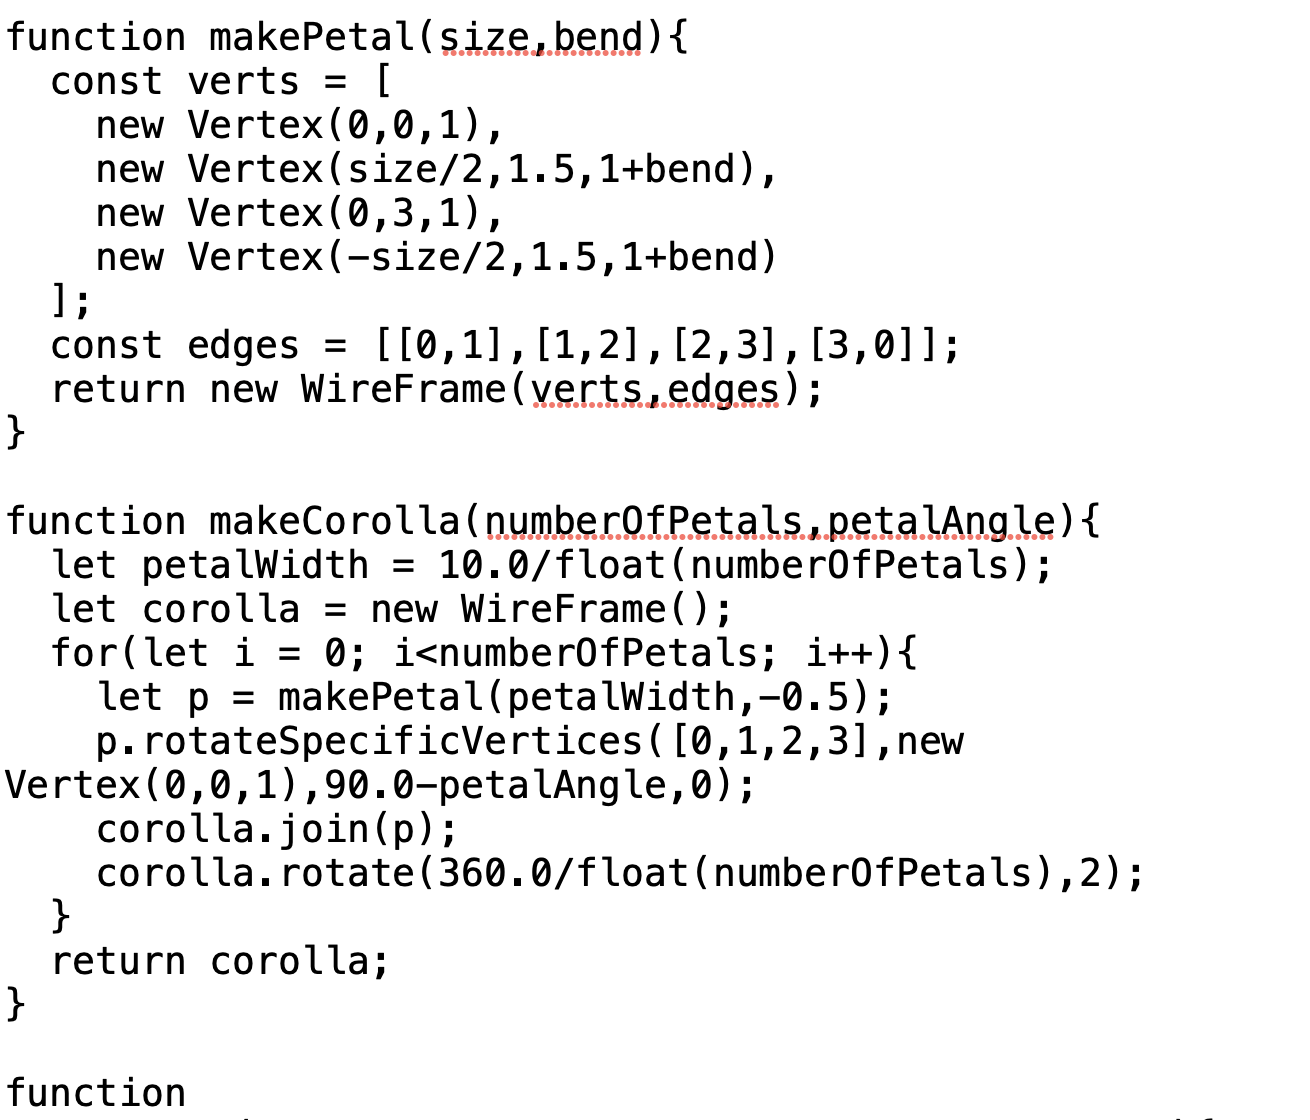 function makePetal(size,bend){
  const verts = [
    new Vertex(0,0,1),
    new Vertex(size/2,1.5,1+bend),
    new Vertex(0,3,1),
    new Vertex(-size/2,1.5,1+bend)
  ];
  const edges = [[0,1],[1,2],[2,3],[3,0]];
  return new WireFrame(verts,edges);
}

function makeCorolla(numberOfPetals,petalAngle){
  let petalWidth = 10.0/float(numberOfPetals);
  let corolla = new WireFrame();
  for(let i = 0; i<numberOfPetals; i++){
    let p = makePetal(petalWidth,-0.5);
    p.rotateSpecificVertices([0,1,2,3],new
Vertex(0,0,1),90.0-petalAngle,0);
    corolla.join(p);
    corolla.rotate(360.0/float(numberOfPetals),2);
  }
  return corolla;
}

function